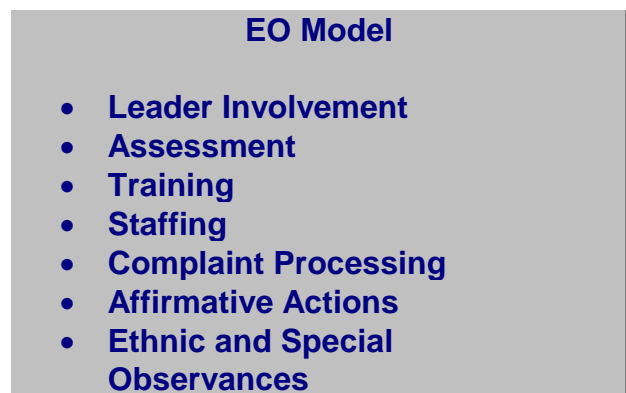 EO Model
• Leader Involvement
• Assessment
• Training
• Staffing
• Complaint Processing
• Affirmative Actions
• Ethnic and Special
Observances